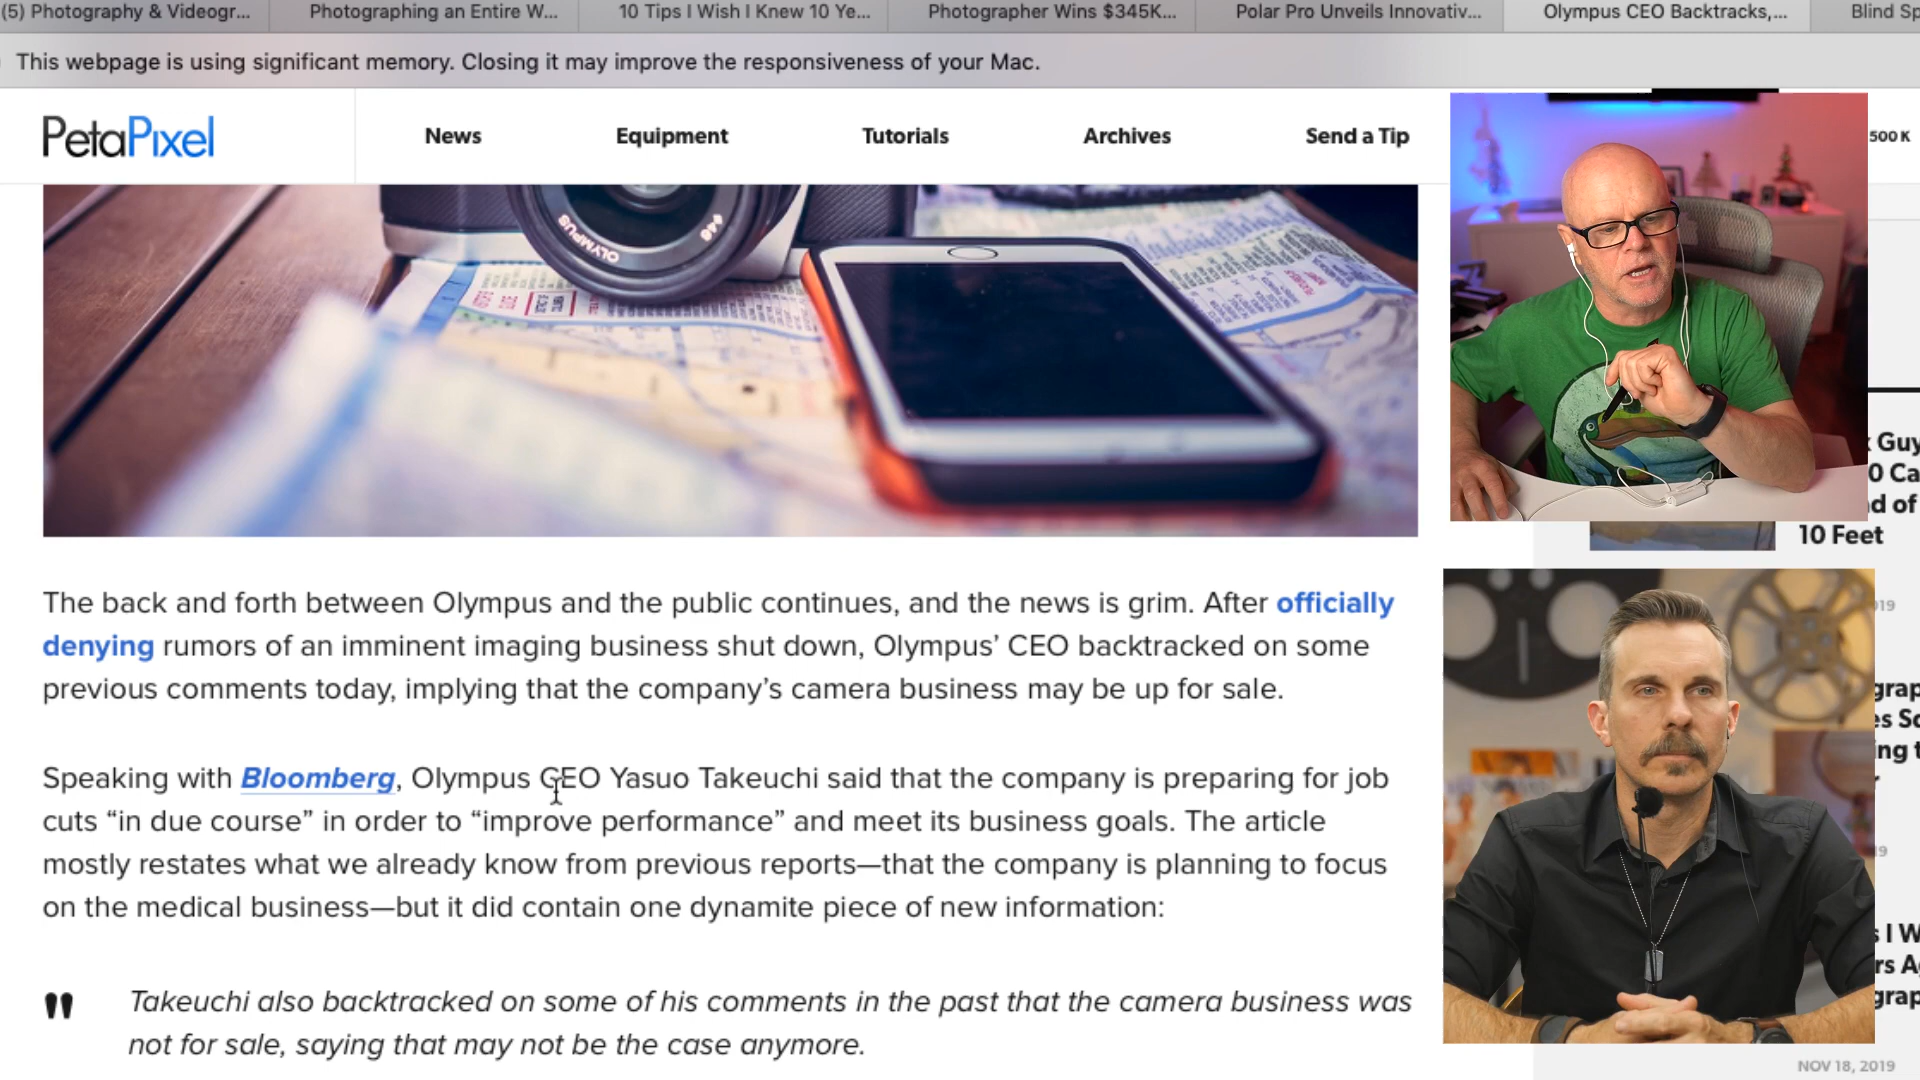 (5) Photography & Videogr...
Photographing an Entire W...
10 Tips I Wish I Knew 10 Ye...
Photographer Wins $345K...
Polar Pro Unveils Innovativ...
Olympus CEO Backtracks,...
Blind Sp
This webpage is using significant memory. Closing it may improve the responsiveness of your Mac.
PetaPixel
News
Equipment
Tutorials
Archives
Send a Tip
500 K
OLYMPUS
The back and forth between Olympus and the public continues, and the news is grim. After officially
denying rumors of an imminent imaging business shut down, Olympus’ CEO backtracked on some
previous comments today, implying that the company’s camera business may be up for sale.
Speaking with Bloomberg, Olympus CEO Yasuo Takeuchi said that the company is preparing for job
cuts “in due course” in order to “improve performance” and meet its business goals. The article
mostly restates what we already know from previous reports—that the company is planning to focus
on the medical business—but it did contain one dynamite piece of new information:
" Takeuchi also backtracked on some of his comments in the past that the camera business was
not for sale, saying that may not be the case anymore.
Guy
0 Ca
d of
10 Feet
19
grap
es So
ing t
r
9
s I W
rs A
grap
NOV 18, 2019